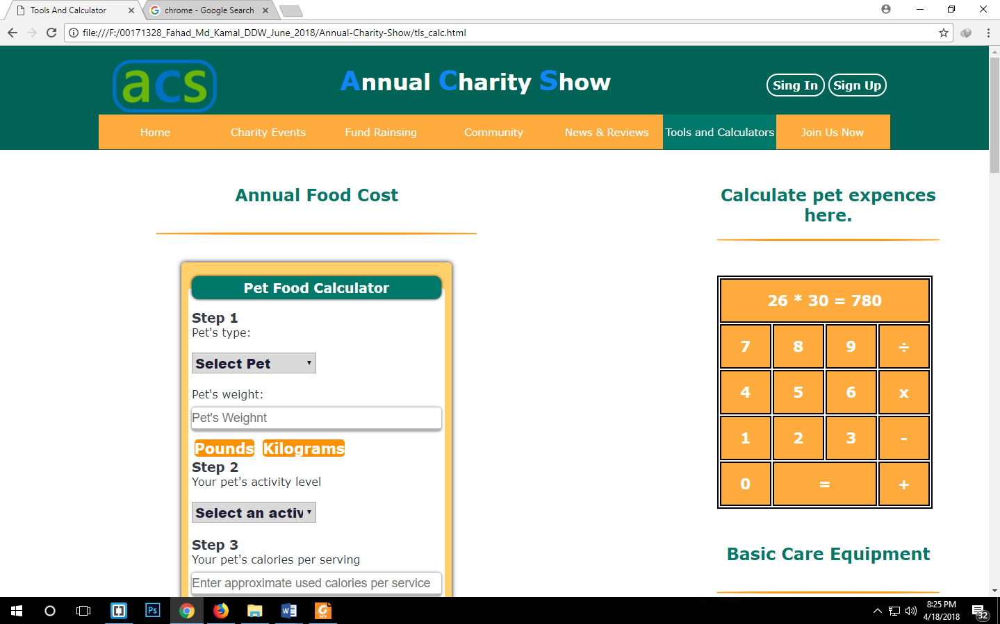 Tools And Calculator
chrome - Google Search
file:///F:/00171328_Fahad_Md_Kamal_DDW_June_2018/Annual-Charity-Show/tls_calc.html
acs
Annual Charity Show
Sing In
Sign Up
Home
Charity Events
Fund Rainsing
Community
News & Reviews
Tools and Calculators
Join Us Now
Annual Food Cost
Pet Food Calculator
Step 1
Pet's type:
Select Pet
Pet's weight:
Pet's Weighnt
Pounds Kilograms
Step 2
Your pet's activity level
Select an activ
Step 3
Your pet's calories per serving
Enter approximate used calories per service
Calculate pet expences
here.
26 * 30 = 780
7 8 9 ÷
4 5 6 x
1 2 3 -
0 = +
Basic Care Equipment
Ps
W
G
PDF
8:25 PM
4/18/2018
32